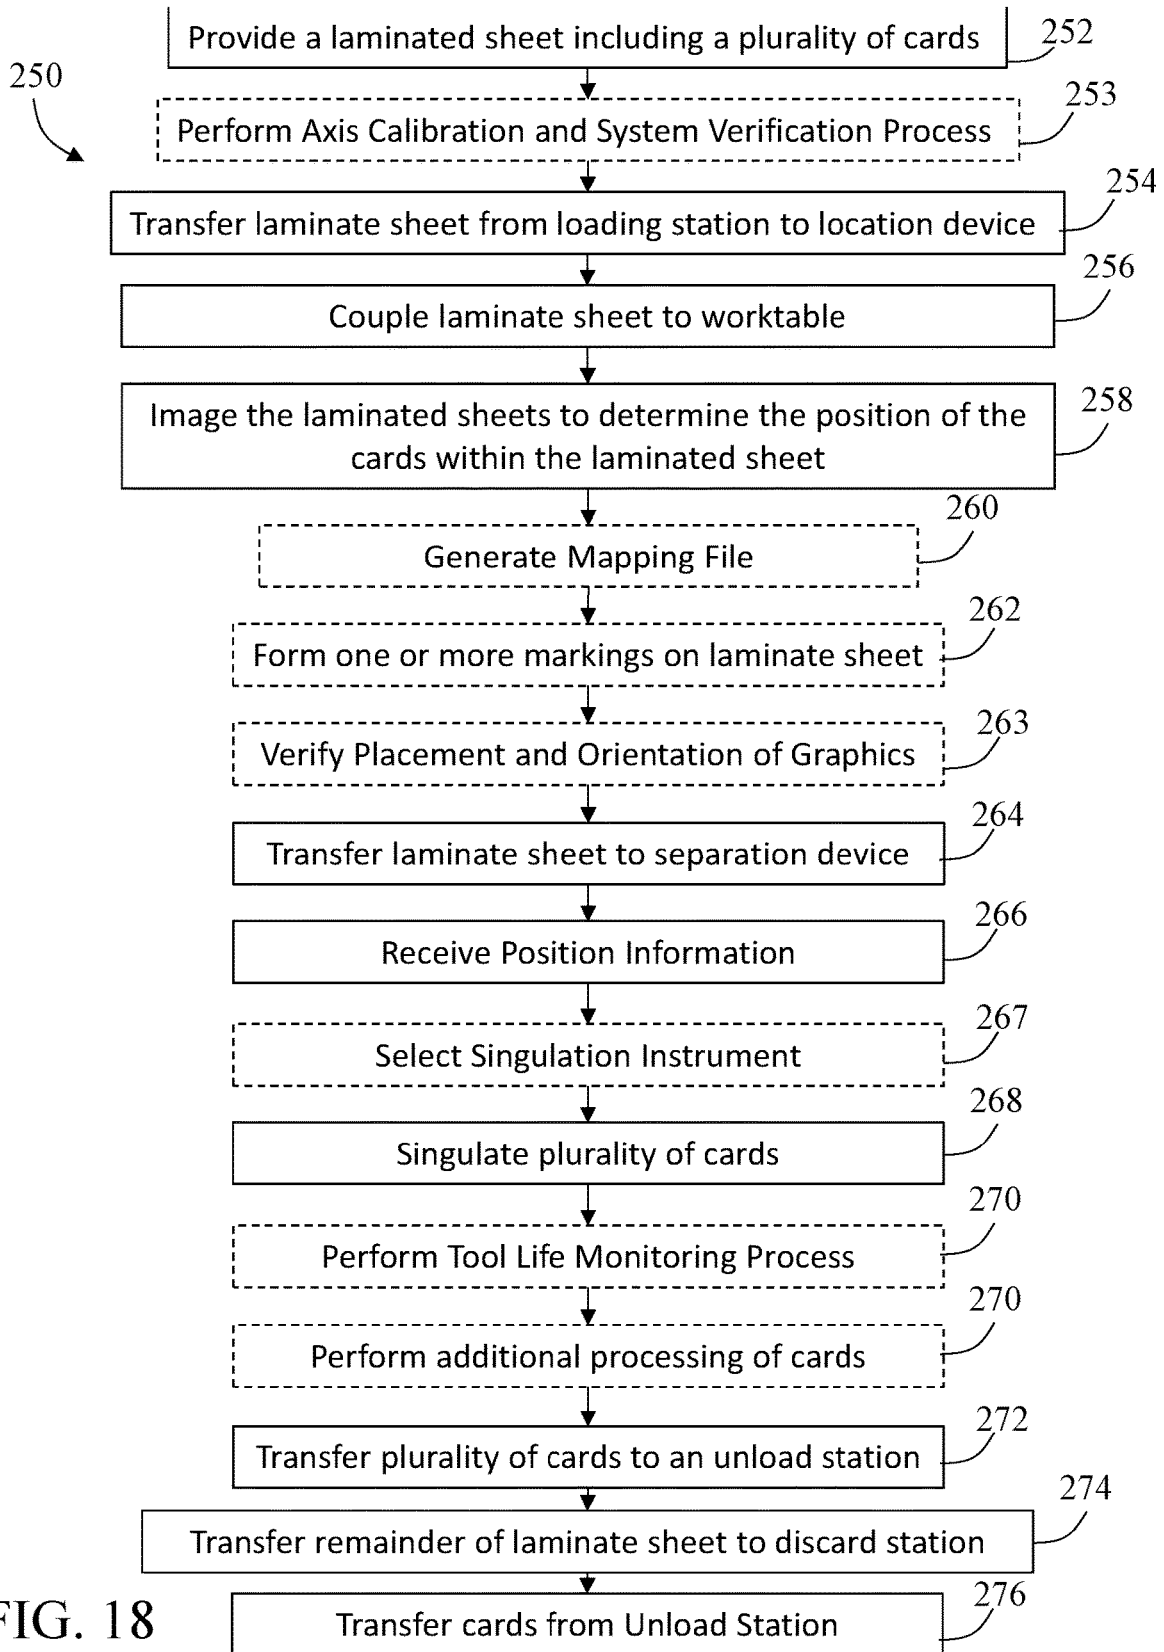 Provide a laminated sheet including a plurality of cards
252
250
253
Perform Axis Calibration and System Verification Process
254
Transfer laminate sheet from loading station to location device
256
Couple laminate sheet to worktable
258
Image the laminated sheets to determine the position of the
cards within the laminated sheet
260
Generate Mapping File
262
Form one or more markings on laminate sheet
263
Verify Placement and Orientation of Graphics
264
Transfer laminate sheet to separation device
266
Receive Position Information
267
Select Singulation Instrument
268
Singulate plurality of cards
270
Perform Tool Life Monitoring Process
270
Perform additional processing of cards
272
Transfer plurality of cards to an unload station
274
Transfer remainder of laminate sheet to discard station
276
Transfer cards from Unload Station
FIG. 18